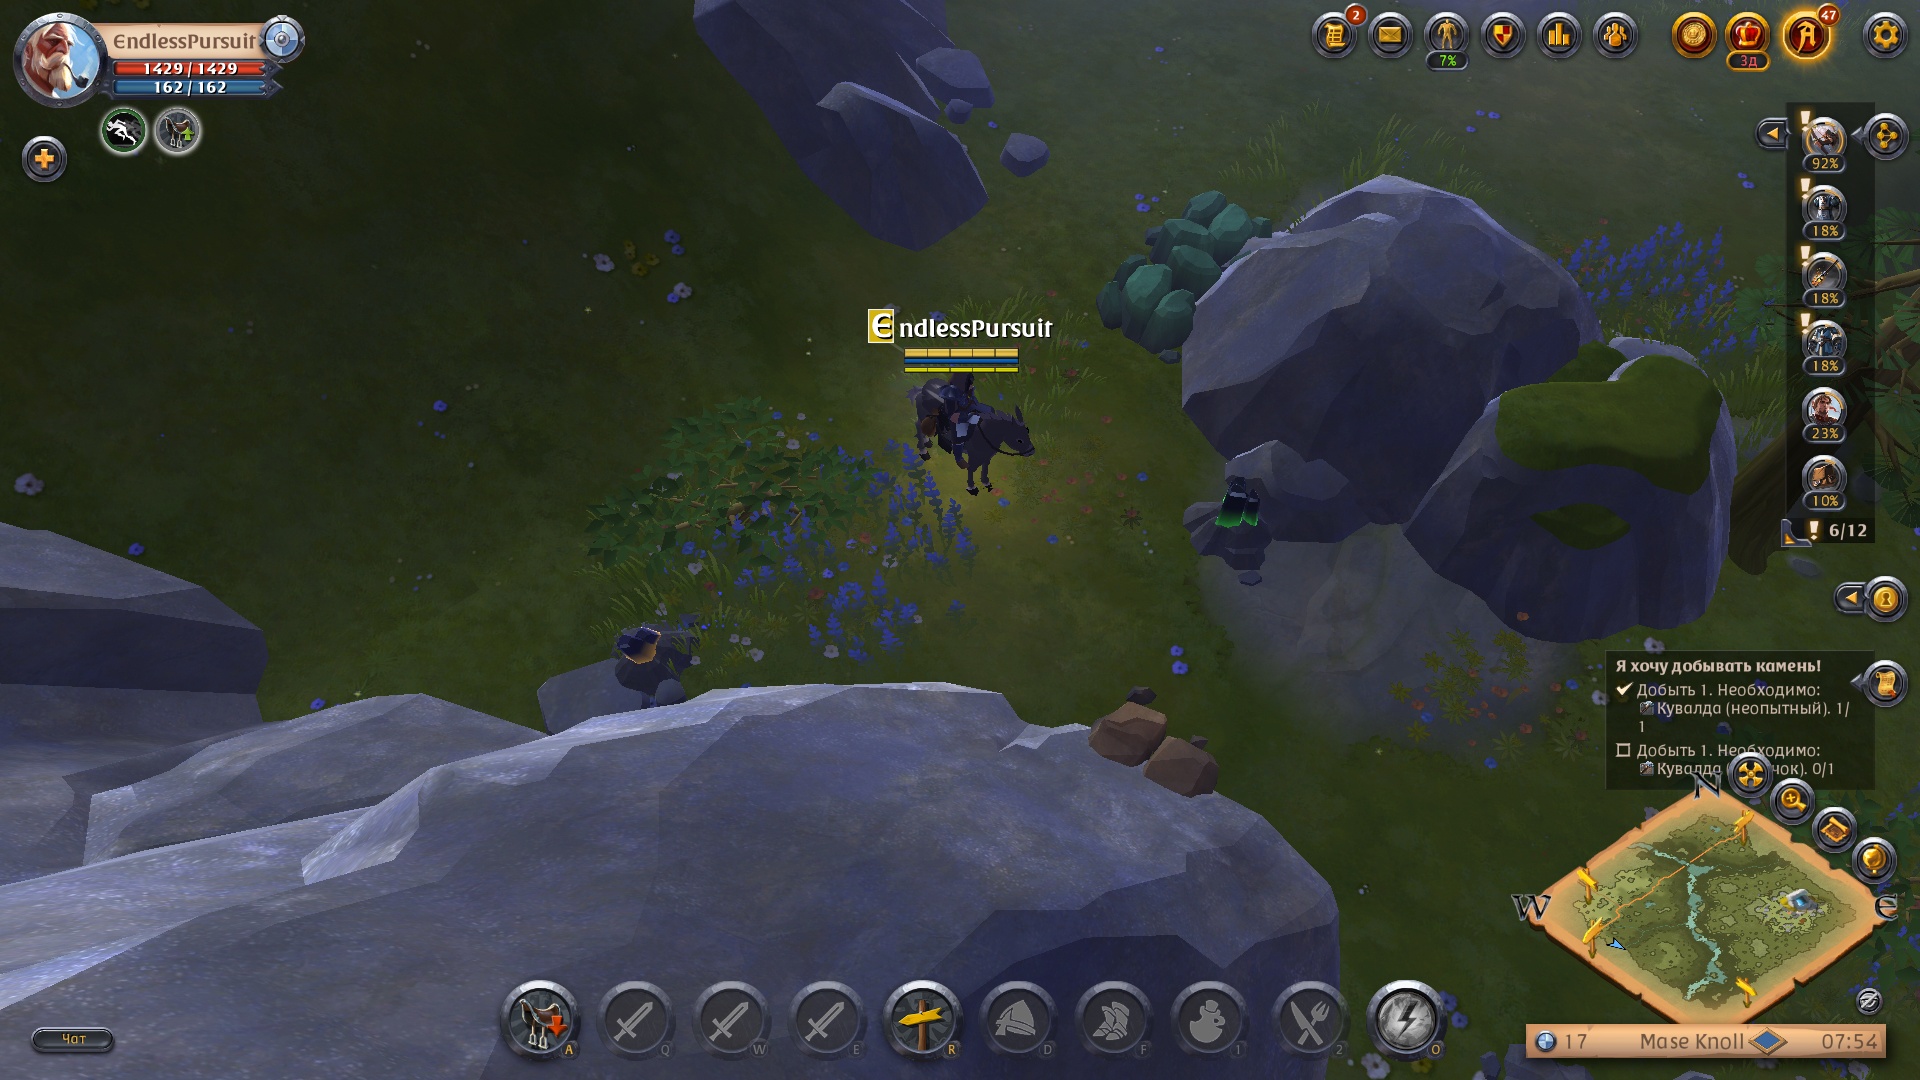 EndlessPursuit
1429 / 1429
162 / 162
2
7%
3д
47
EndlessPursuit
92%
18%
18%
18%
23%
10%
6/12
Я хочу добывать камень!
Добыть 1. Необходимо:
Кувалда (неопытный). 1/
1
Добыть 1. Необходимо:
Кувалда 0/1
N
W
E
Чат
A
Q
W
E
R
D
F
1
2
O
17
Mase Knoll
07:54